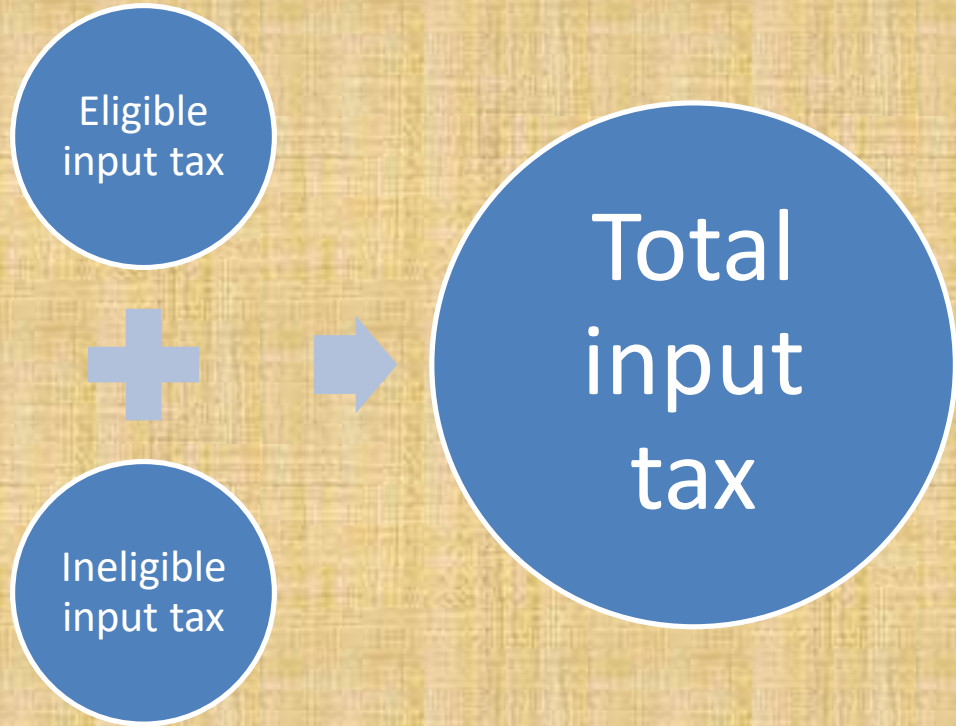 Eligible
input tax
Ineligible
input tax
Total
input
tax